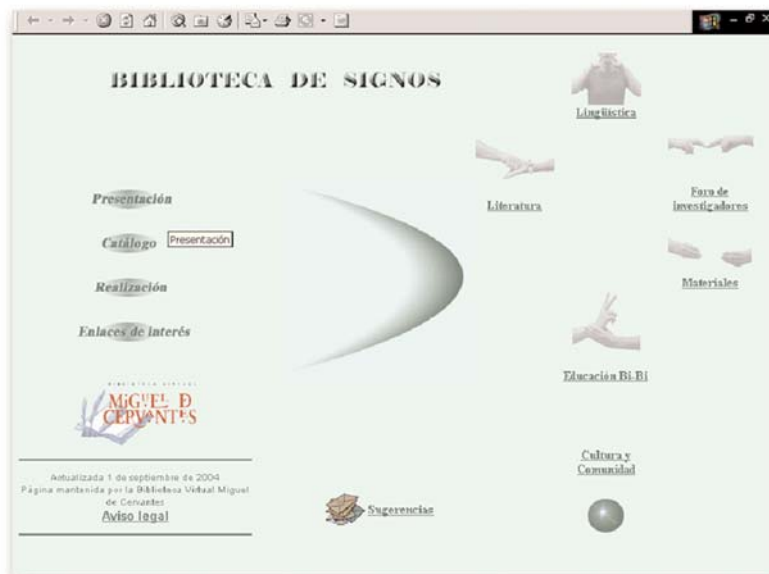 BIBLIOTECA DE SIGNOS
Lingüística
Literatura
Foro de
investigadores
Materiales
Educación Bi-Bi
Cultura y
Comunidad
Presentación
Catálogo
Presentación
Realización
Enlaces de interés
BIBLIOTECA VIRTUAL
MIGUEL D
CERVANTES
Actualizada 1 de septiembre de 2004
Página mantenida por la Biblioteca Virtual Miguel
de Cervantes
Aviso legal
Sugerencias